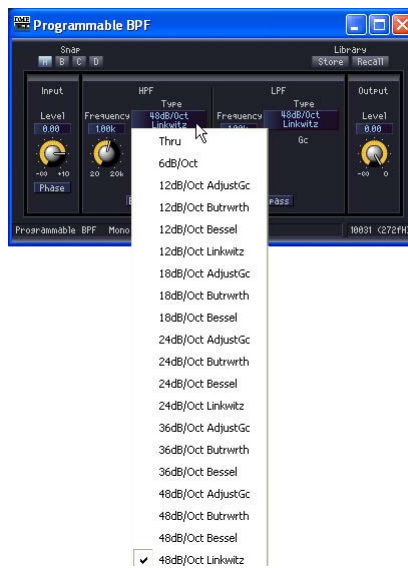 Programmable BPF
Snap
A B C D
Library
Store Recall
Input
HPF
LPF
Output
Level
Frequency
Type
Frequency
Type
Level
0.00
1.00k
48dB/Oct
Linkwitz
48dB/Oct
Linkwitz
0.00
Gc
-∞ +10
20 20k
-∞ 0
Phase
Programmable BPF Mono
10031 (272fH)
Thru
6dB/Oct
12dB/Oct AdjustGc
12dB/Oct Butrwrth
12dB/Oct Bessel
12dB/Oct Linkwitz
18dB/Oct AdjustGc
18dB/Oct Butrwrth
18dB/Oct Bessel
24dB/Oct AdjustGc
24dB/Oct Butrwrth
24dB/Oct Bessel
24dB/Oct Linkwitz
36dB/Oct AdjustGc
36dB/Oct Butrwrth
36dB/Oct Bessel
48dB/Oct AdjustGc
48dB/Oct Butrwrth
48dB/Oct Bessel
48dB/Oct Linkwitz